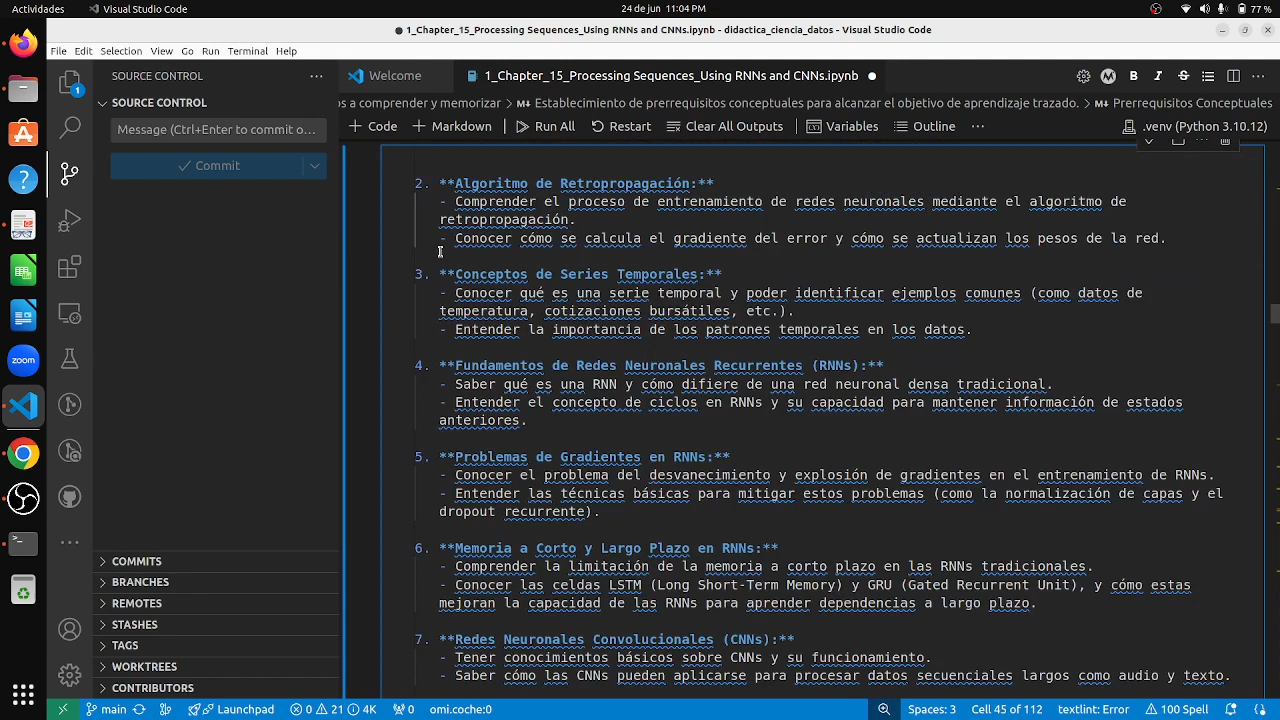 Actividades
Visual Studio Code
24 de jun 11:04 PM
77 %
1_Chapter_15_Processing Sequences_Using RNNs and CNNs.ipynb - didactica_ciencia_datos - Visual Studio Code
File Edit Selection View Go Run Terminal Help
SOURCE CONTROL
Welcome
1_Chapter_15_Processing Sequences_Using RNNs and CNNs.ipynb
SOURCE CONTROL
os a comprender y memorizar > Establecimiento de prerrequisitos conceptuales para alcanzar el objetivo de aprendizaje trazado. > Prerrequisitos Conceptuales
Message (Ctrl+Enter to commit o...
Code Markdown Run All Restart Clear All Outputs Variables Outline .venv (Python 3.10.12)
Commit
2. **Algoritmo de Retropropagación:**
- Comprender el proceso de entrenamiento de redes neuronales mediante el algoritmo de
retropropagación.
- Conocer cómo se calcula el gradiente del error y cómo se actualizan los pesos de la red.
3. **Conceptos de Series Temporales:**
- Conocer qué es una serie temporal y poder identificar ejemplos comunes (como datos de
temperatura, cotizaciones bursátiles, etc.).
- Entender la importancia de los patrones temporales en los datos.
4. **Fundamentos de Redes Neuronales Recurrentes (RNNs):**
- Saber qué es una RNN y cómo difiere de una red neuronal densa tradicional.
- Entender el concepto de ciclos en RNNs y su capacidad para mantener información de estados
anteriores.
5. **Problemas de Gradientes en RNNs:**
- Conocer el problema del desvanecimiento y explosión de gradientes en el entrenamiento de RNNs.
- Entender las técnicas básicas para mitigar estos problemas (como la normalización de capas y el
dropout recurrente).
6. **Memoria a Corto y Largo Plazo en RNNs:**
- Comprender la limitación de la memoria a corto plazo en las RNNs tradicionales.
- Conocer las celdas LSTM (Long Short-Term Memory) y GRU (Gated Recurrent Unit), y cómo estas
mejoran la capacidad de las RNNs para aprender dependencias a largo plazo.
7. **Redes Neuronales Convolucionales (CNNs):**
- Tener conocimientos básicos sobre CNNs y su funcionamiento.
- Saber cómo las CNNs pueden aplicarse para procesar datos secuenciales largos como audio y texto.
1
zoom
COMMITS
BRANCHES
REMOTES
STASHES
TAGS
WORKTREES
CONTRIBUTORS
main Launchpad 0 21 4K 0 omi.coche:0 Spaces: 3 Cell 45 of 112 textlint: Error 100 Spell